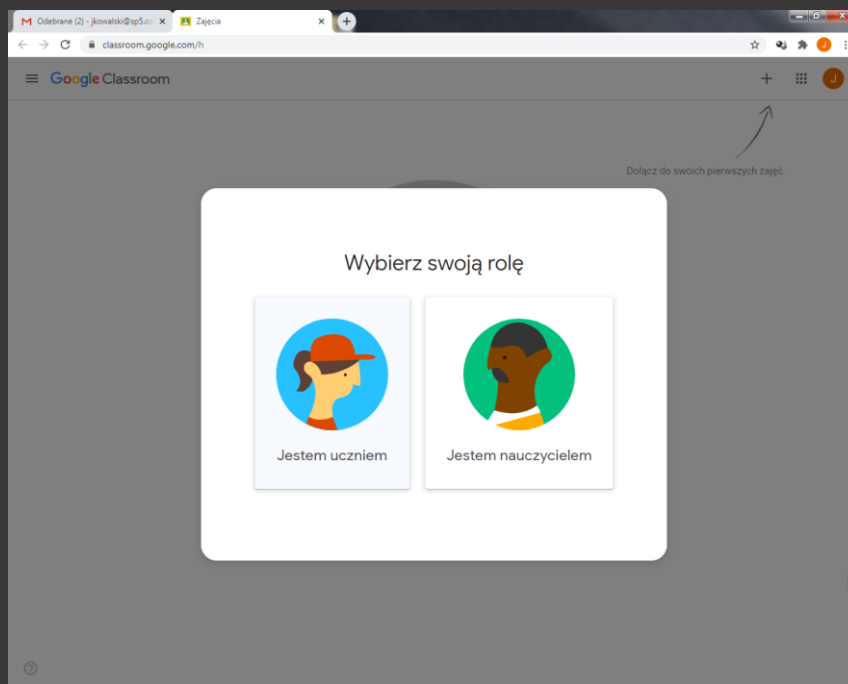 Odebrane (2) - jkowalski@sp5.os
Zajęcia
classroom.google.com/h
J
Google Classroom
J
Dołącz do swoich pierwszych zajęć.
Wybierz swoją rolę
Jestem uczniem
Jestem nauczycielem